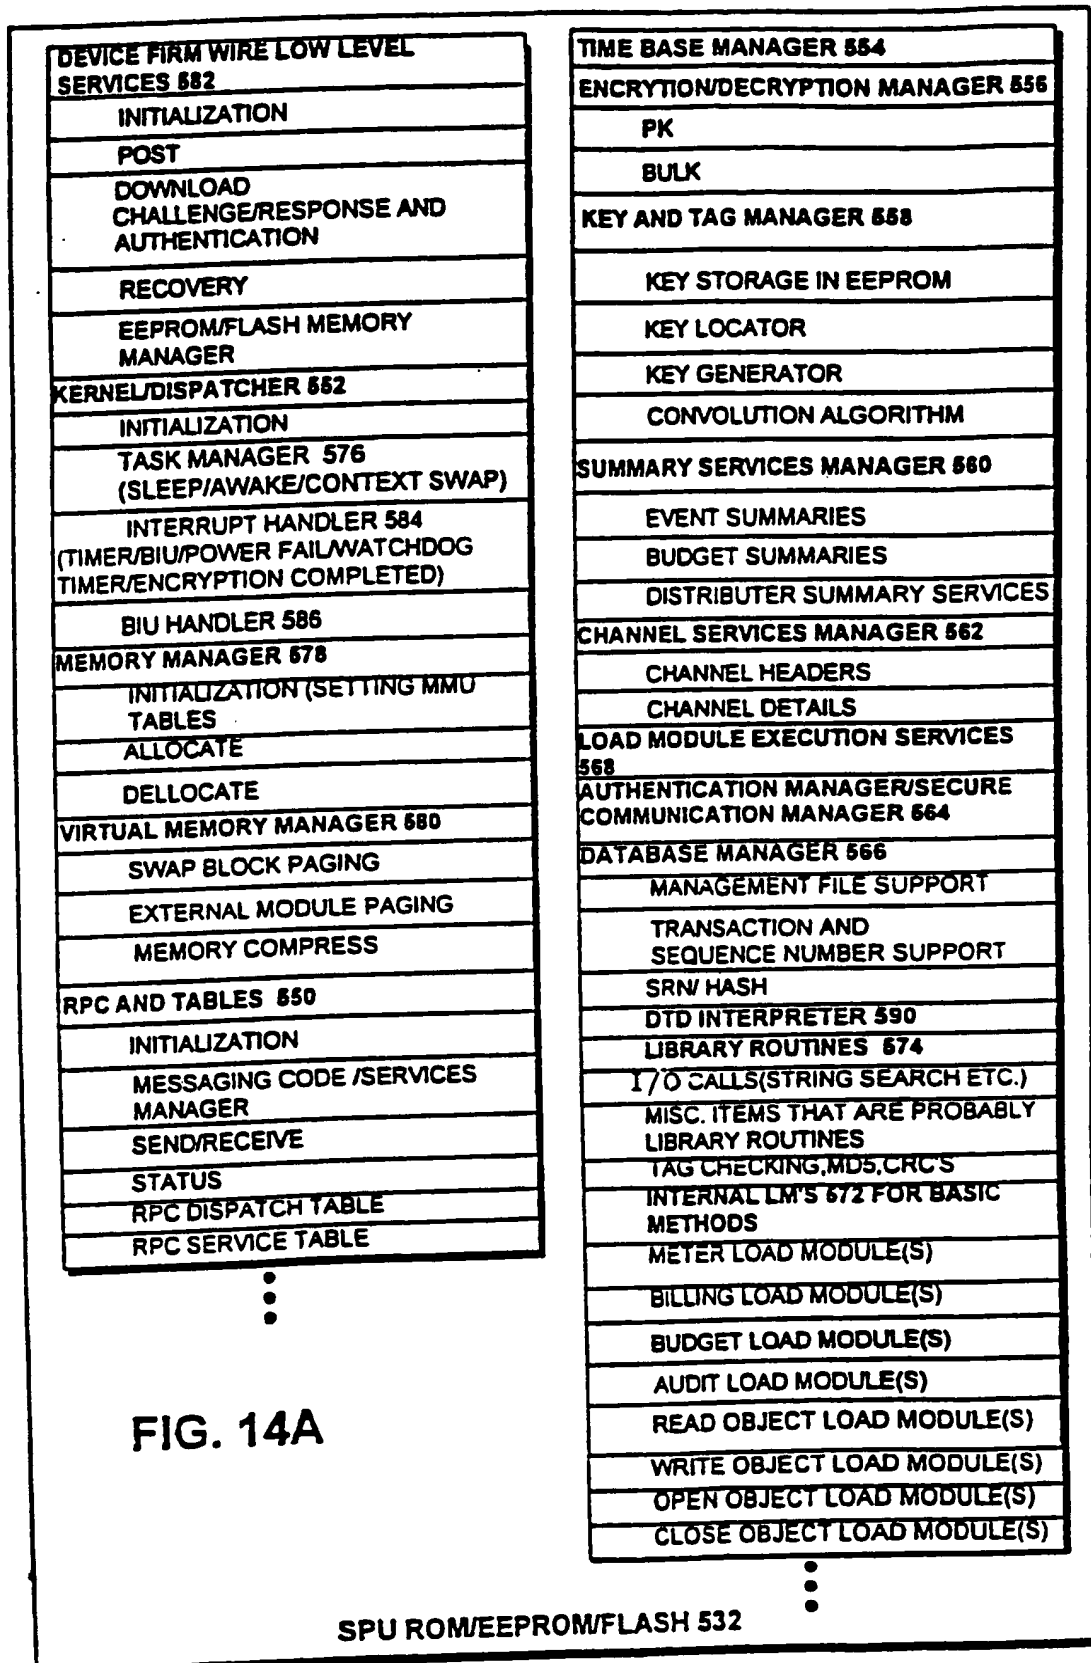 DEVICE FIRM WIRE LOW LEVEL
SERVICES 582
INITIALIZATION
POST
DOWNLOAD
CHALLENGE/RESPONSE AND
AUTHENTICATION
RECOVERY
EEPROM/FLASH MEMORY
MANAGER
KERNEL/DISPATCHER 552
INITIALIZATION
TASK MANAGER 576
(SLEEP/AWAKE/CONTEXT SWAP)
INTERRUPT HANDLER 584
(TIMER/BIU/POWER FAIL/WATCHDOG
TIMER/ENCRYPTION COMPLETED)
BIU HANDLER 586
MEMORY MANAGER 578
INITIALIZATION (SETTING MMU
TABLES
ALLOCATE
DELLOCATE
VIRTUAL MEMORY MANAGER 580
SWAP BLOCK PAGING
EXTERNAL MODULE PAGING
MEMORY COMPRESS
RPC AND TABLES 550
INITIALIZATION
MESSAGING CODE /SERVICES
MANAGER
SEND/RECEIVE
STATUS
RPC DISPATCH TABLE
RPC SERVICE TABLE
TIME BASE MANAGER 554
ENCRYTION/DECRYPTION MANAGER 556
PK
BULK
KEY AND TAG MANAGER 558
KEY STORAGE IN EEPROM
KEY LOCATOR
KEY GENERATOR
CONVOLUTION ALGORITHM
SUMMARY SERVICES MANAGER 560
EVENT SUMMARIES
BUDGET SUMMARIES
DISTRIBUTER SUMMARY SERVICES
CHANNEL SERVICES MANAGER 562
CHANNEL HEADERS
CHANNEL DETAILS
LOAD MODULE EXECUTION SERVICES
568
AUTHENTICATION MANAGER/SECURE
COMMUNICATION MANAGER 564
DATABASE MANAGER 566
MANAGEMENT FILE SUPPORT
TRANSACTION AND
SEQUENCE NUMBER SUPPORT
SRN/ HASH
DTD INTERPRETER 590
LIBRARY ROUTINES 574
I/O CALLS(STRING SEARCH ETC.)
MISC. ITEMS THAT ARE PROBABLY
LIBRARY ROUTINES
TAG CHECKING,MD5,CRC'S
INTERNAL LM'S 572 FOR BASIC
METHODS
METER LOAD MODULE(S)
BILLING LOAD MODULE(S)
BUDGET LOAD MODULE(S)
AUDIT LOAD MODULE(S)
READ OBJECT LOAD MODULE(S)
WRITE OBJECT LOAD MODULE(S)
OPEN OBJECT LOAD MODULE(S)
CLOSE OBJECT LOAD MODULE(S)
FIG. 14A
SPU ROM/EEPROM/FLASH 532